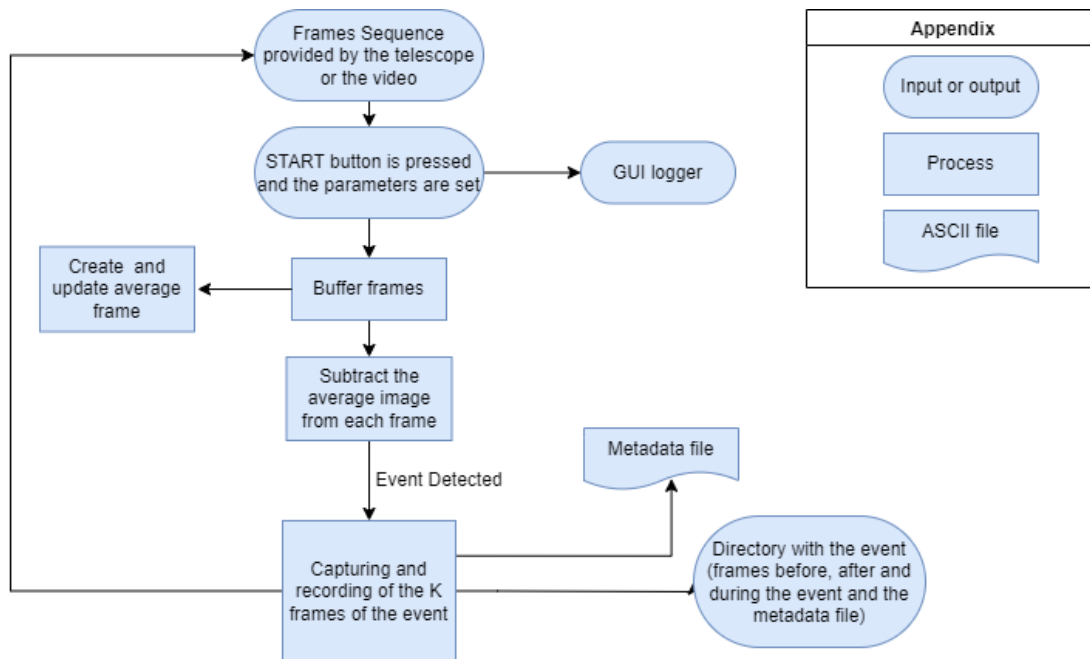 Frames Sequence
provided by the telescope
or the video
START button is pressed
and the parameters are set
GUI logger
Create and
update average
frame
Buffer frames
Subtract the
average image
from each frame
Event Detected
Metadada file
Capturing and
recording of the K
frames of the event
Directory with the event
(frames before, after and
during the event and the
metadata file)
Appendix
Input or output
Process
ASCII file